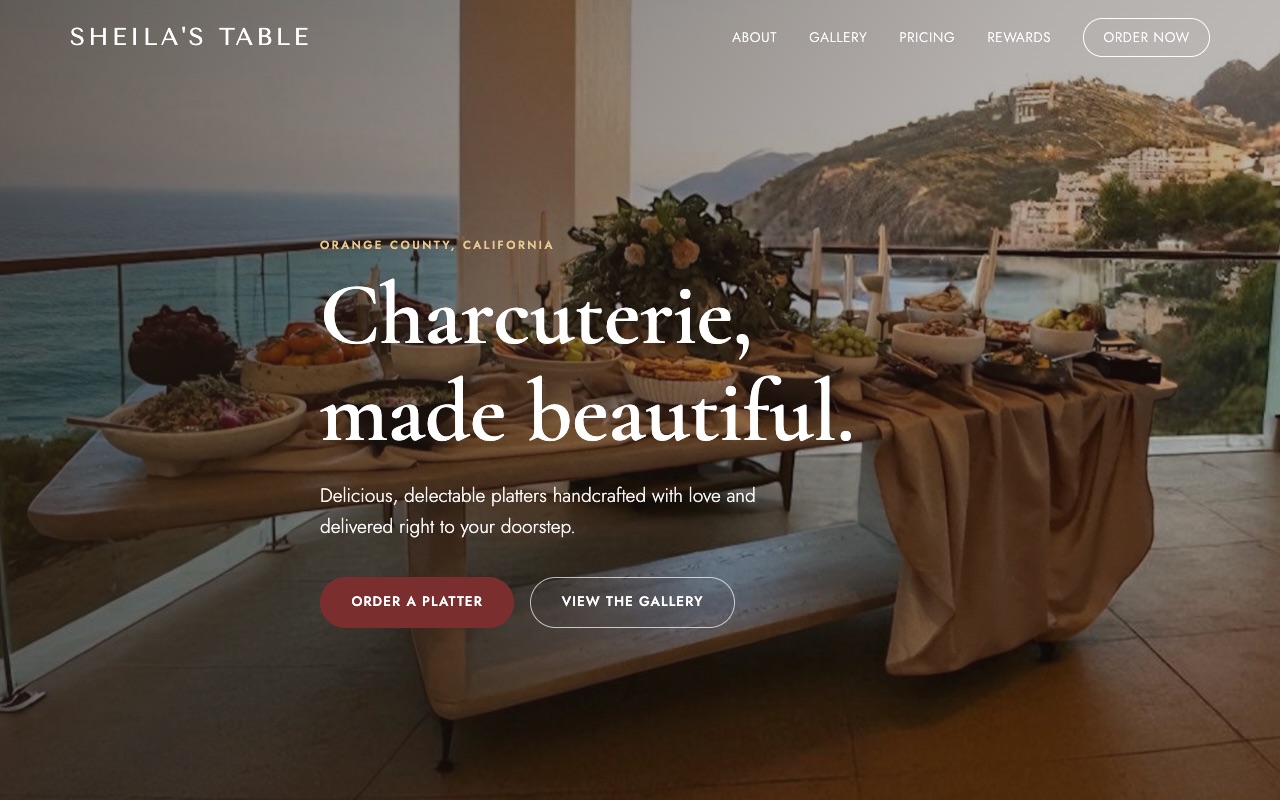 SHEILA'S TABLE
ABOUT
GALLERY
PRICING
REWARDS
ORDER NOW
ORANGE COUNTY, CALIFORNIA
Charcuterie,
made beautiful.
Delicious, delectable platters handcrafted with love and
delivered right to your doorstep.
ORDER A PLATTER
VIEW THE GALLERY